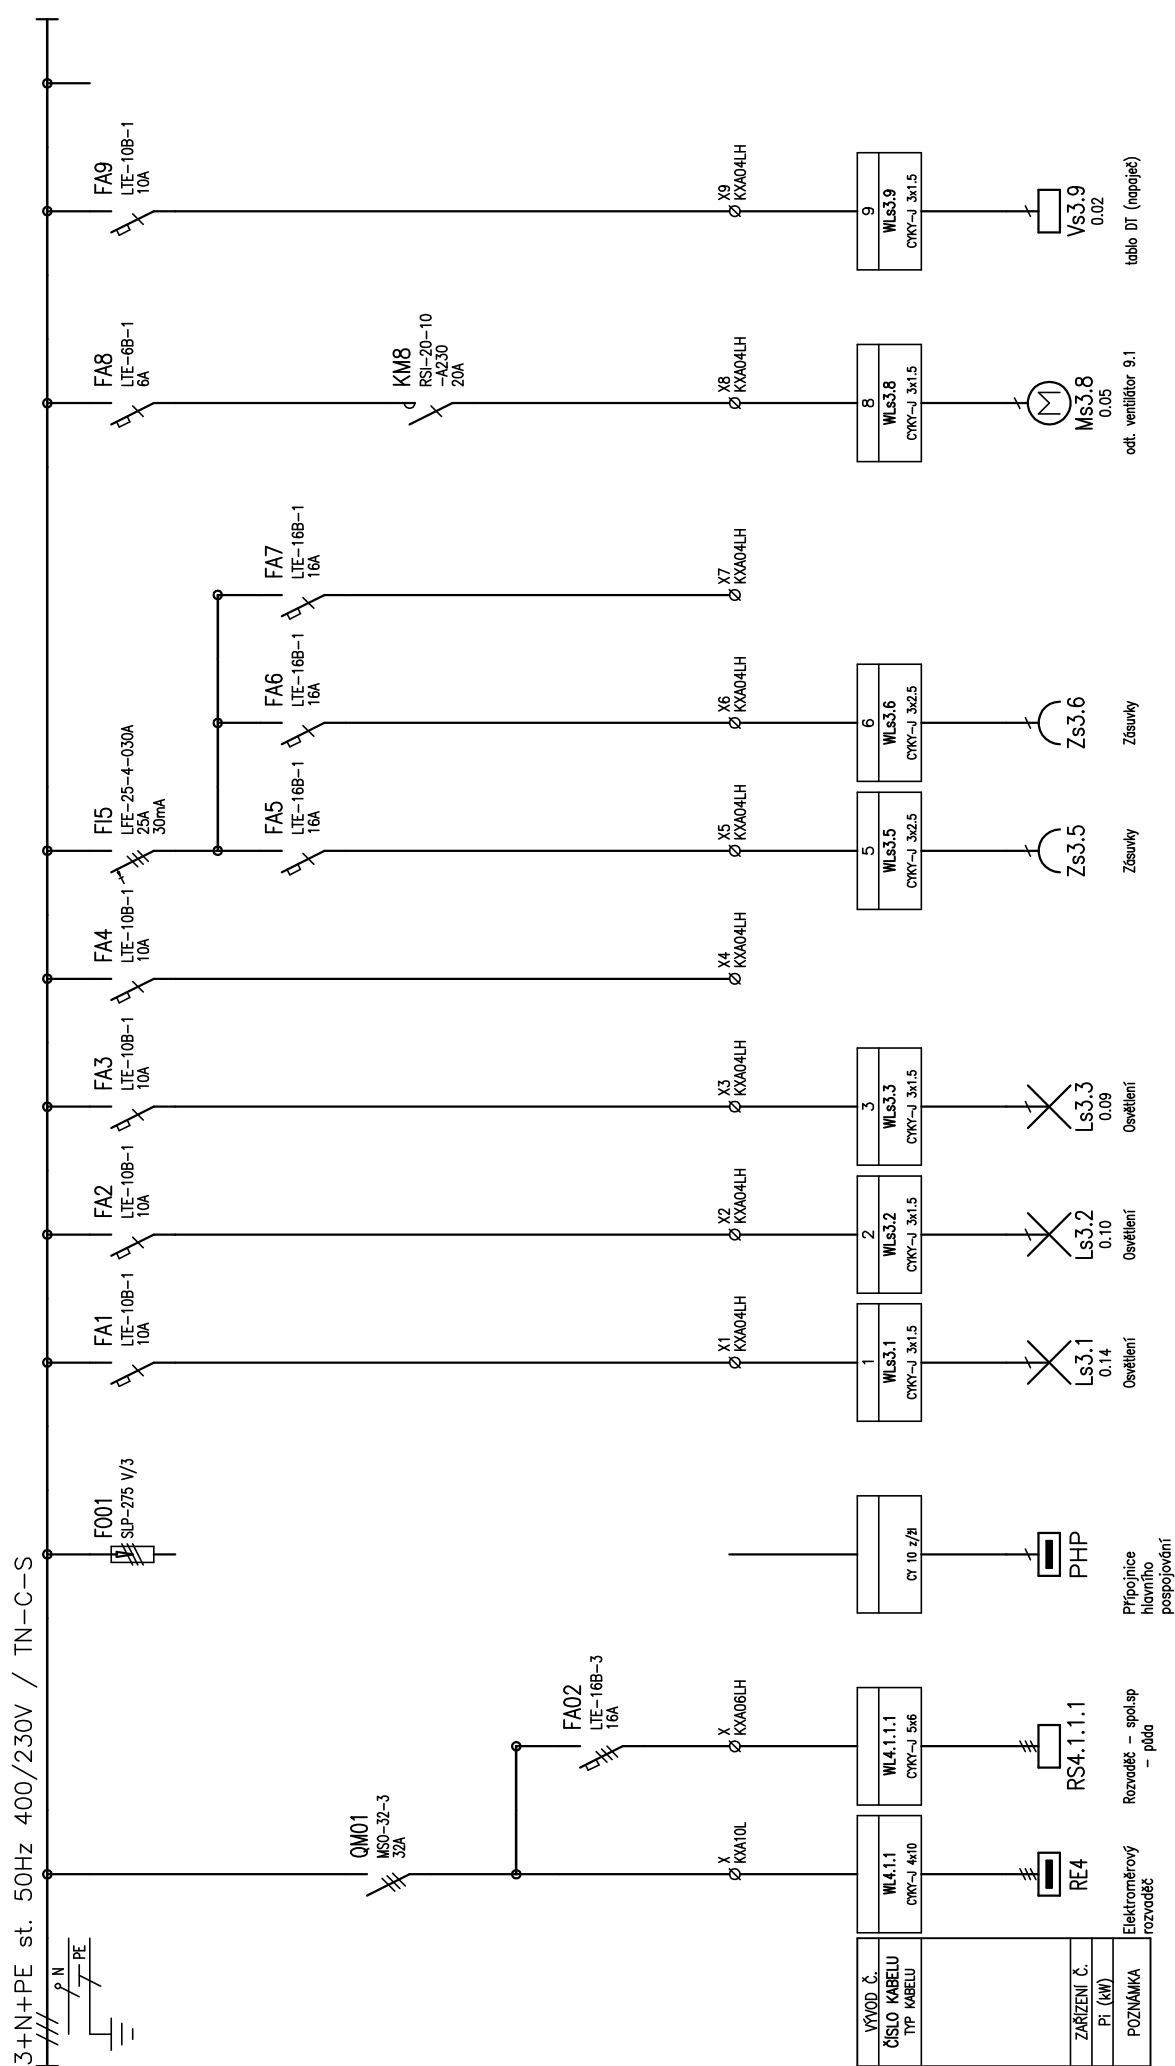 3+N+PE st. 50Hz 400/230V / TN-C-S
N
PE
QM01
MSO-32-3
32A
FA02
LTE-16B-3
16A
FO01
SLP-275 V/3
FA1
LTE-10B-1
10A
FA2
LTE-10B-1
10A
FA3
LTE-10B-1
10A
FA4
LTE-10B-1
10A
FI5
LFE-25-4-030A
25A
30mA
FA5
LTE-16B-1
16A
FA6
LTE-16B-1
16A
FA7
LTE-16B-1
16A
FA8
LTE-6B-1
6A
KM8
RSI-20-10
-A230
20A
FA9
LTE-10B-1
10A
X
KXA10L
X
KXA06LH
X1
KXA04LH
X2
KXA04LH
X3
KXA04LH
X4
KXA04LH
X5
KXA04LH
X6
KXA04LH
X7
KXA04LH
X8
KXA04LH
X9
KXA04LH
VÝVOD Č.
ČÍSLO KABELU
TYP KABELU
ZAŘÍZENÍ Č.
Pi (kW)
POZNÁMKA
WL4.1.1
CYKY-J 4x10
RE4
Elektroměrový
rozvaděč
WL4.1.1.1
CYKY-J 5x6
RS4.1.1.1
Rozvaděč - spol.sp
- půda
CY 10 z/žl
PHP
Přípojnice
hlavního
pospojování
1
WLs3.1
CYKY-J 3x1.5
Ls3.1
0.14
Osvětlení
2
WLs3.2
CYKY-J 3x1.5
Ls3.2
0.10
Osvětlení
3
WLs3.3
CYKY-J 3x1.5
Ls3.3
0.09
Osvětlení
5
WLs3.5
CYKY-J 3x2.5
Zs3.5
Zásuvky
6
WLs3.6
CYKY-J 3x2.5
Zs3.6
Zásuvky
8
WLs3.8
CYKY-J 3x1.5
M
Ms3.8
0.05
odt. ventilátor 9.1
9
WLs3.9
CYKY-J 3x1.5
Vs3.9
0.02
tablo DT (napaječ)